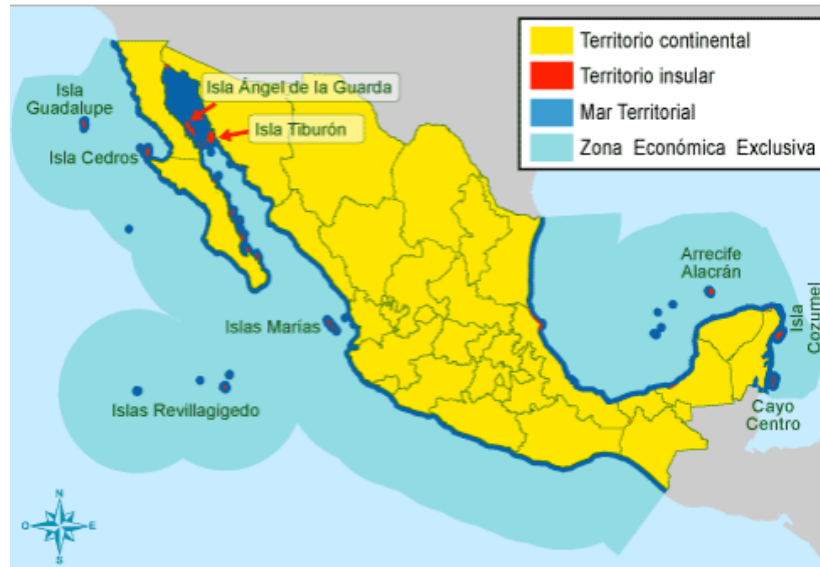 Territorio continental
Territorio insular
Mar Territorial
Zona Económica Exclusiva
Isla Ángel de la Guarda
Isla
Guadalupe
Isla Tiburón
Isla Cedros
Arrecife
Alacrán
Isla
Cozumel
Islas Marías
Cayo
Centro
Islas Revillagigedo
N
O
E
S